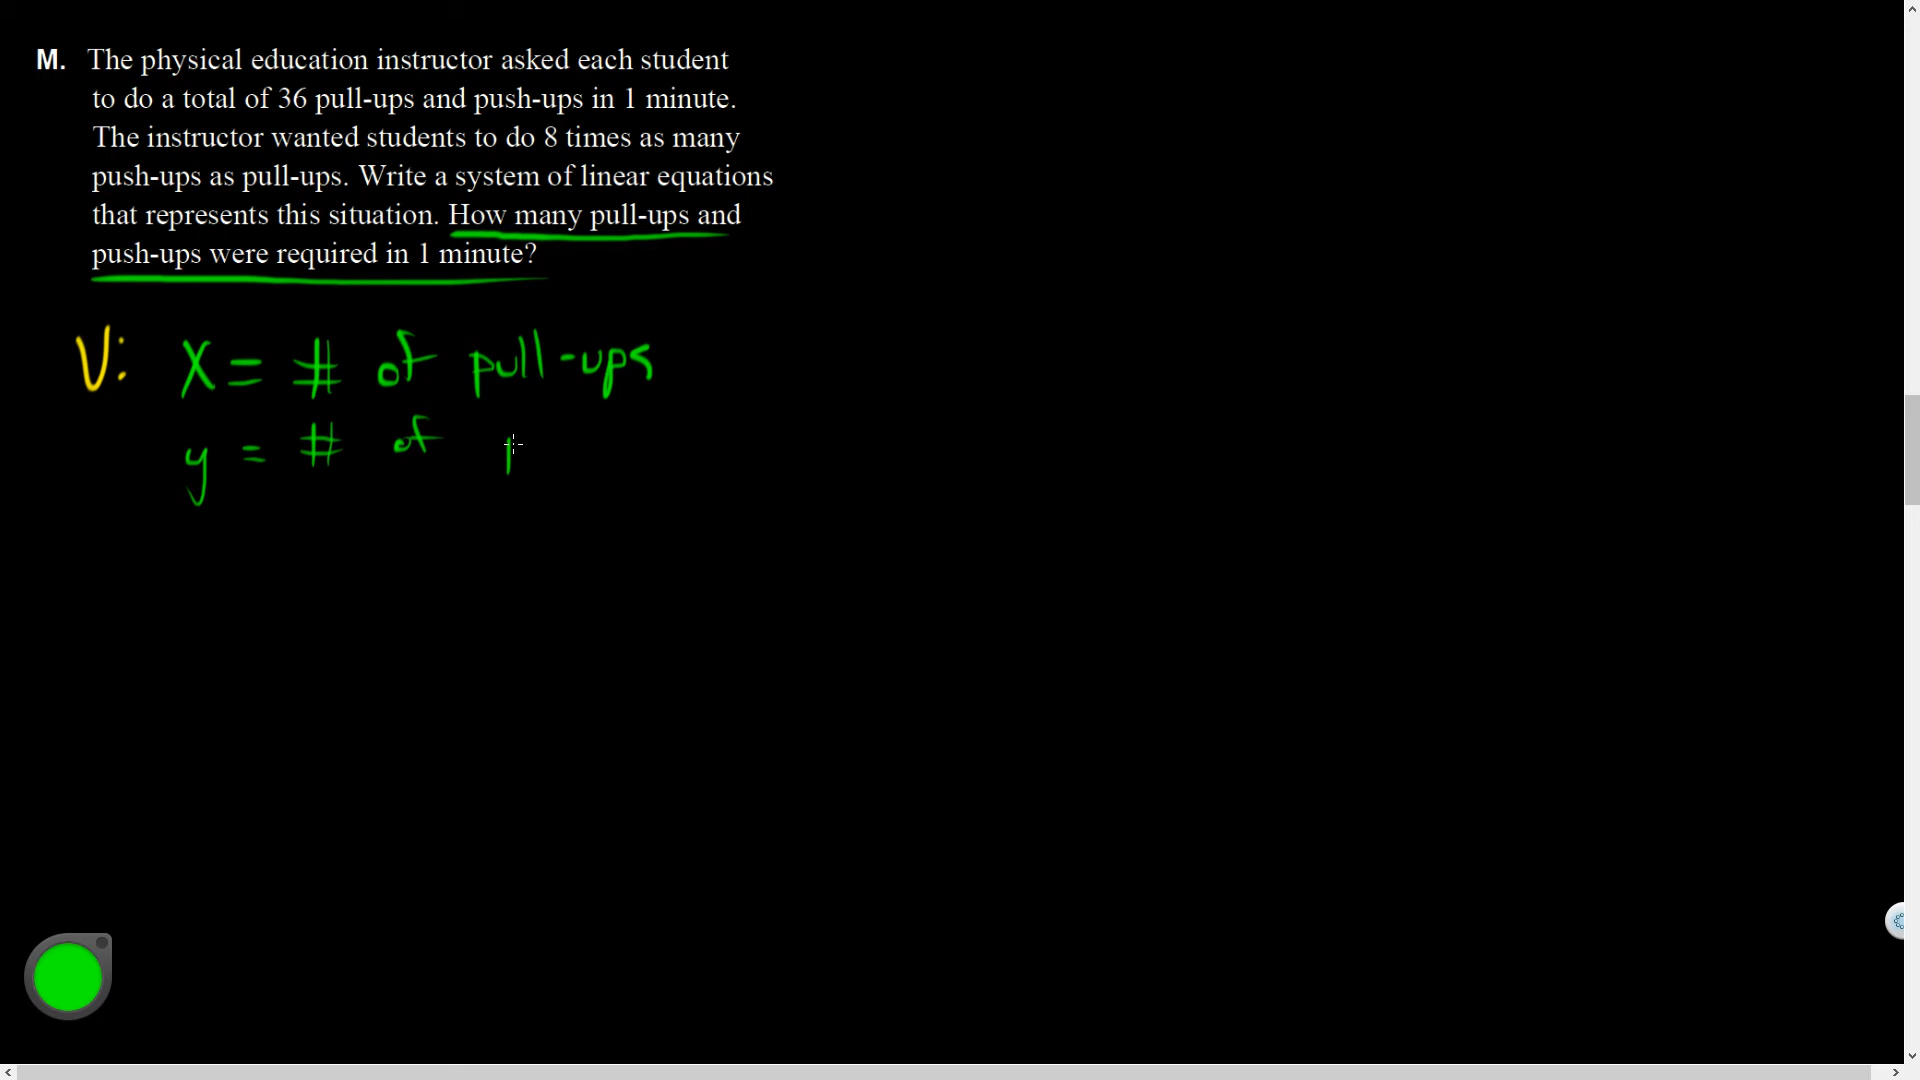 M. The physical education instructor asked each student
to do a total of 36 pull-ups and push-ups in 1 minute.
The instructor wanted students to do 8 times as many
push-ups as pull-ups. Write a system of linear equations
that represents this situation. How many pull-ups and
push-ups were required in 1 minute?
V: X = # of pull-ups
y = # of